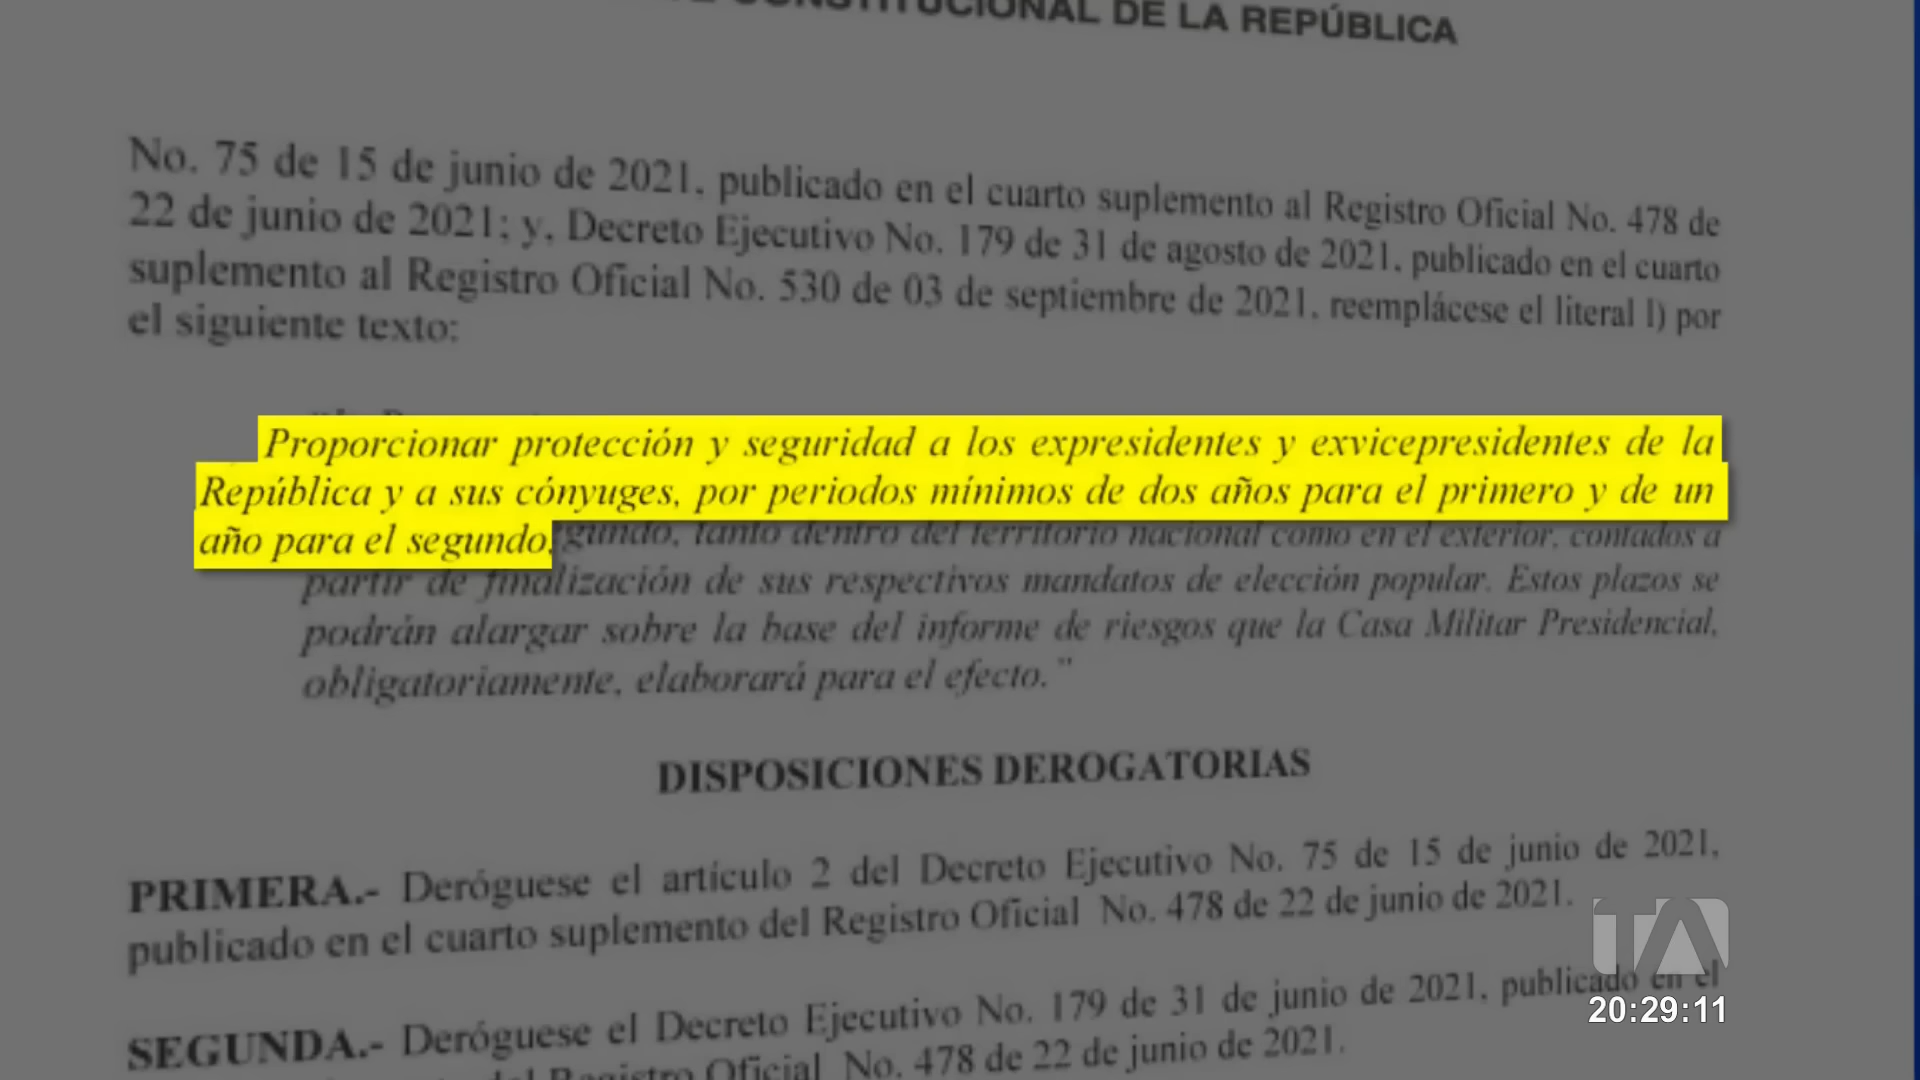 CONSTITUCIONAL DE LA REPÚBLICA
No. 75 de 15 de junio de 2021, publicado en el cuarto suplemento al Registro Oficial No. 478 de
22 de junio de 2021; y, Decreto Ejecutivo No. 179 de 31 de agosto de 2021, publicado en el cuarto
suplemento al Registro Oficial No. 530 de 03 de septiembre de 2021, reemplácese el literal l) por
el siguiente texto:
Proporcionar protección y seguridad a los expresidentes y exvicepresidentes de la
República y a sus cónyuges, por periodos mínimos de dos años para el primero y de un
año para el segundo,
gundo, tanto dentro del territorio nacional como en el exterior, contados a
partir de finalización de sus respectivos mandatos de elección popular. Estos plazos se
podrán alargar sobre la base del informe de riesgos que la Casa Militar Presidencial,
obligatoriamente, elaborará para el efecto."
DISPOSICIONES DEROGATORIAS
PRIMERA.- Deróguese el artículo 2 del Decreto Ejecutivo No. 75 de 15 de junio de 2021,
publicado en el cuarto suplemento del Registro Oficial No. 478 de 22 de junio de 2021.
SEGUNDA.- Deróguese el Decreto Ejecutivo No. 179 de 31 de junio de 2021, publicado en el
del Registro Oficial No. 478 de 22 de junio de 2021.
TA
20:29:11